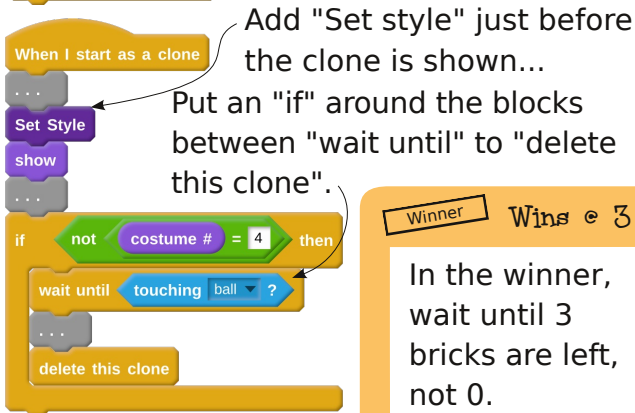 Add "Set style" just before
the clone is shown...
When I start as a clone
. . .
Set Style
show
. . .
Put an "if" around the blocks
between "wait until" to "delete
this clone".
if not costume # = 4 then
wait until touching ball ?
. . .
delete this clone
Winner Wins @ 3
In the winner,
wait until 3
bricks are left,
not 0.